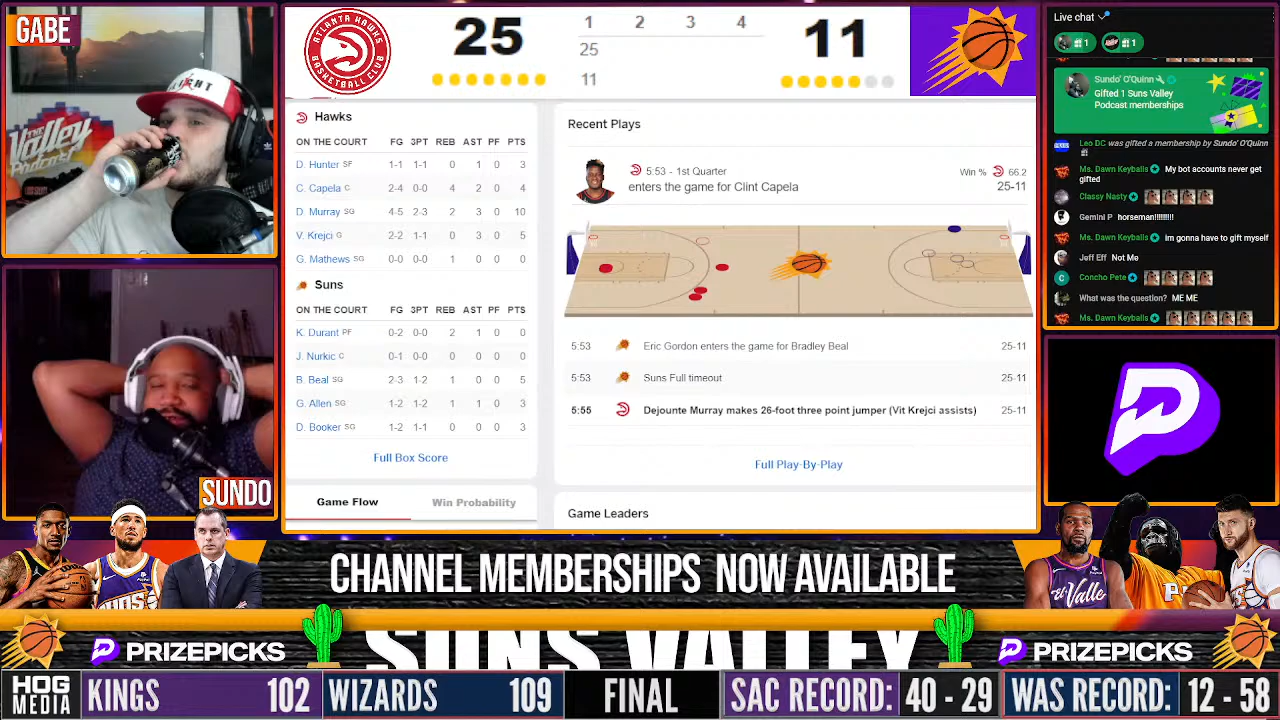 GABE
THE
Valley
Podcast
SUNDO
ATLANTA HAWKS
BASKETBALL CLUB
25
1 2 3 4
25
11
11
Hawks
ON THE COURT FG 3PT REB AST PF PTS
D. Hunter SF 1-1 1-1 0 1 0 3
C. Capela C 2-4 0-0 4 2 0 4
D. Murray SG 4-5 2-3 2 3 0 10
V. Krejci G 2-2 1-1 0 3 0 5
G. Mathews SG 0-0 0-0 1 0 0 0
Suns
ON THE COURT FG 3PT REB AST PF PTS
K. Durant PF 0-2 0-0 2 1 0 0
J. Nurkic C 0-1 0-0 0 0 0 0
B. Beal SG 2-3 1-2 1 0 0 5
G. Allen SG 1-2 1-2 1 1 0 3
D. Booker SG 1-2 1-1 0 0 0 3
Full Box Score
Game Flow Win Probability
Recent Plays
5:53 - 1st Quarter
enters the game for Clint Capela
Win % 66.2
25-11
5:53 Eric Gordon enters the game for Bradley Beal 25-11
5:53 Suns Full timeout 25-11
5:55 Dejounte Murray makes 26-foot three point jumper (Vit Krejci assists) 25-11
Full Play-By-Play
Game Leaders
Live chat
1 1
Sundo' O'Quinn
Gifted 1 Suns Valley
Podcast memberships
Leo DC was gifted a membership by Sundo' O'Quinn
Ms. Dawn Keyballs My bot accounts never get
gifted
Classy Nasty
Gemini P horseman!!!!!!!!!
Ms. Dawn Keyballs im gonna have to gift myself
Jeff Eff Not Me
Concho Pete
What was the question? ME ME
Ms. Dawn Keyballs
CHANNEL MEMBERSHIPS NOW AVAILABLE
PRIZEPICKS
SUNS VALLEY
PRIZEPICKS
HOG
MEDIA
KINGS 102 WIZARDS 109 FINAL SAC RECORD: 40 - 29 WAS RECORD: 12 - 58